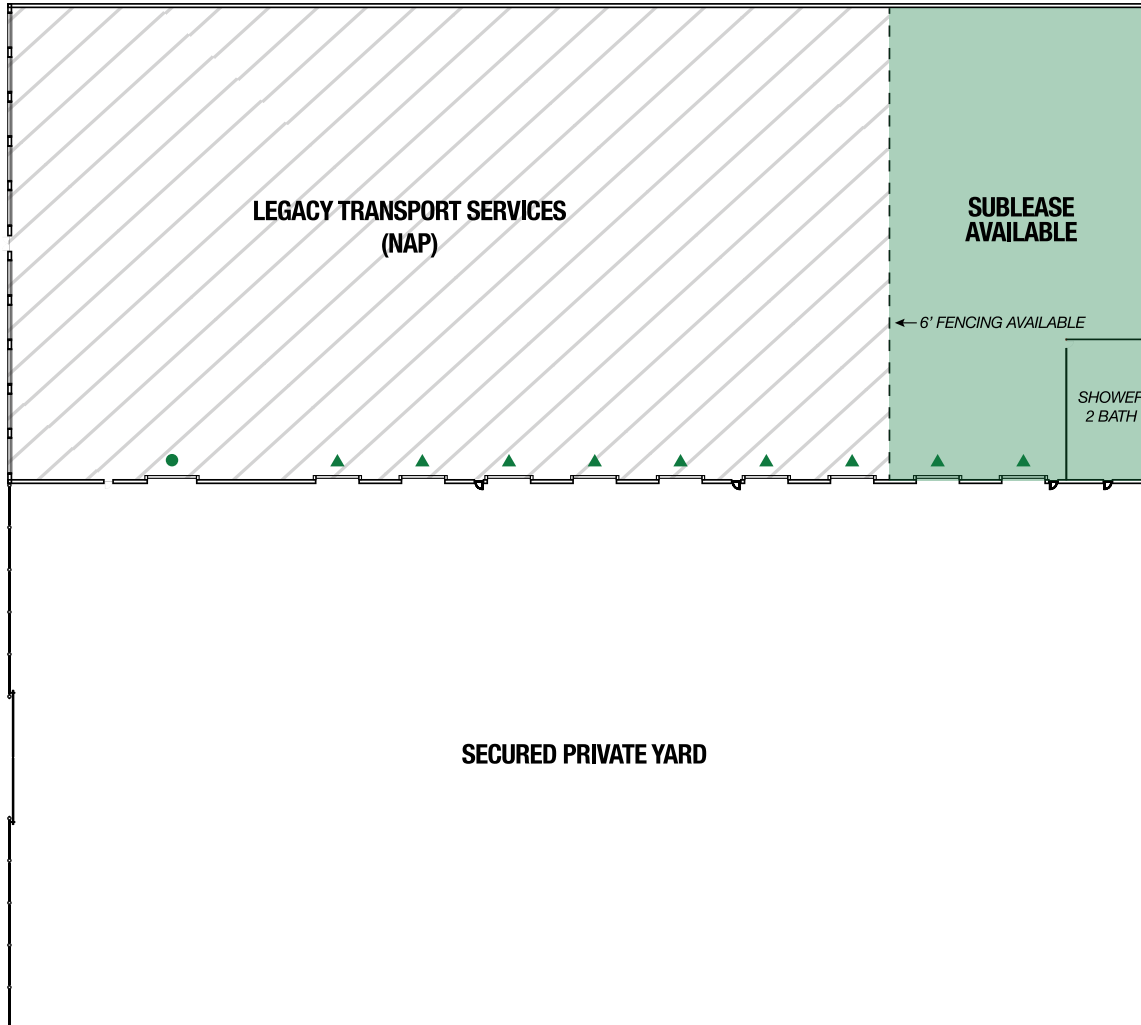 LEGACY TRANSPORT SERVICES
(NAP)
SUBLEASE
AVAILABLE
6' FENCING AVAILABLE
2 BATH
SECURED PRIVATE YARD